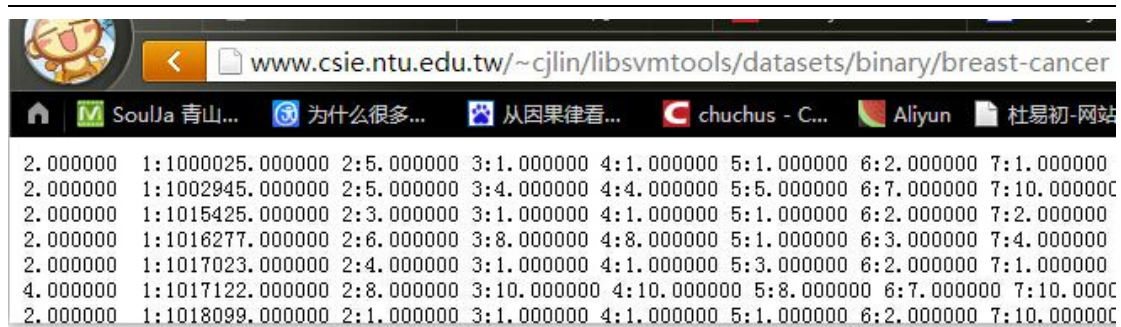 www.csie.ntu.edu.tw/~cjlin/libsvmtools/datasets/binary/breast-cancer
SoulJa 青山... 为什么很多... 从因果律看... chuchus - C... Aliyun 杜易初-网站
2.000000 1:1000025.000000 2:5.000000 3:1.000000 4:1.000000 5:1.000000 6:2.000000 7:1.000000
2.000000 1:1002945.000000 2:5.000000 3:4.000000 4:4.000000 5:5.000000 6:7.000000 7:10.000000
2.000000 1:1015425.000000 2:3.000000 3:1.000000 4:1.000000 5:1.000000 6:2.000000 7:2.000000
2.000000 1:1016277.000000 2:6.000000 3:8.000000 4:8.000000 5:1.000000 6:3.000000 7:4.000000
2.000000 1:1017023.000000 2:4.000000 3:1.000000 4:1.000000 5:3.000000 6:2.000000 7:1.000000
4.000000 1:1017122.000000 2:8.000000 3:10.000000 4:10.000000 5:8.000000 6:7.000000 7:10.0000
2.000000 1:1018099.000000 2:1.000000 3:1.000000 4:1.000000 5:1.000000 6:2.000000 7:10.000000